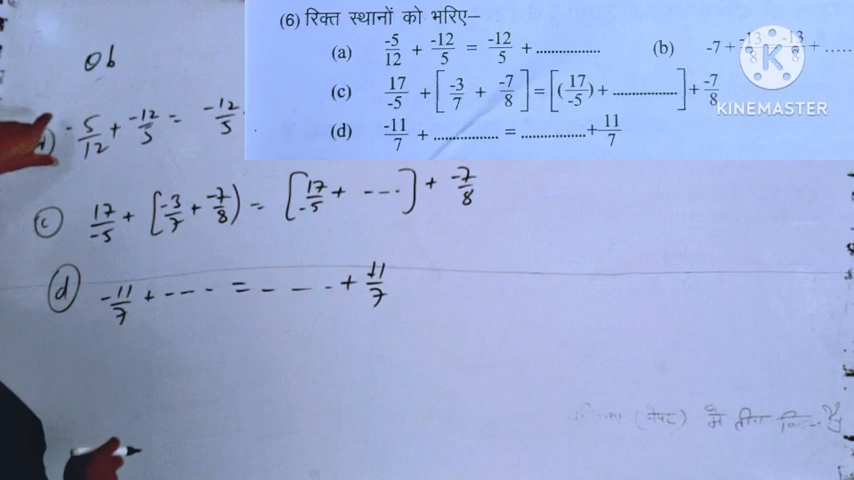 (6) रिक्त स्थानों को भरिए–
(a) -5/12 + -12/5 = -12/5 + ................ (b) -7 + -13/8 = -13/8 + .....
(c) 17/-5 + [ -3/7 + -7/8 ] = [ (17/-5) + ................ ] + -7/8
(d) -11/7 + ................ = ................ + 11/7
KINEMASTER
-5/12 + -12/5 = -12/5
(c) 17/-5 + [ -3/7 + -7/8 ) = [ 17/-5 + ---- ] + -7/8
(d) -11/7 + ---- = ---- + 11/7